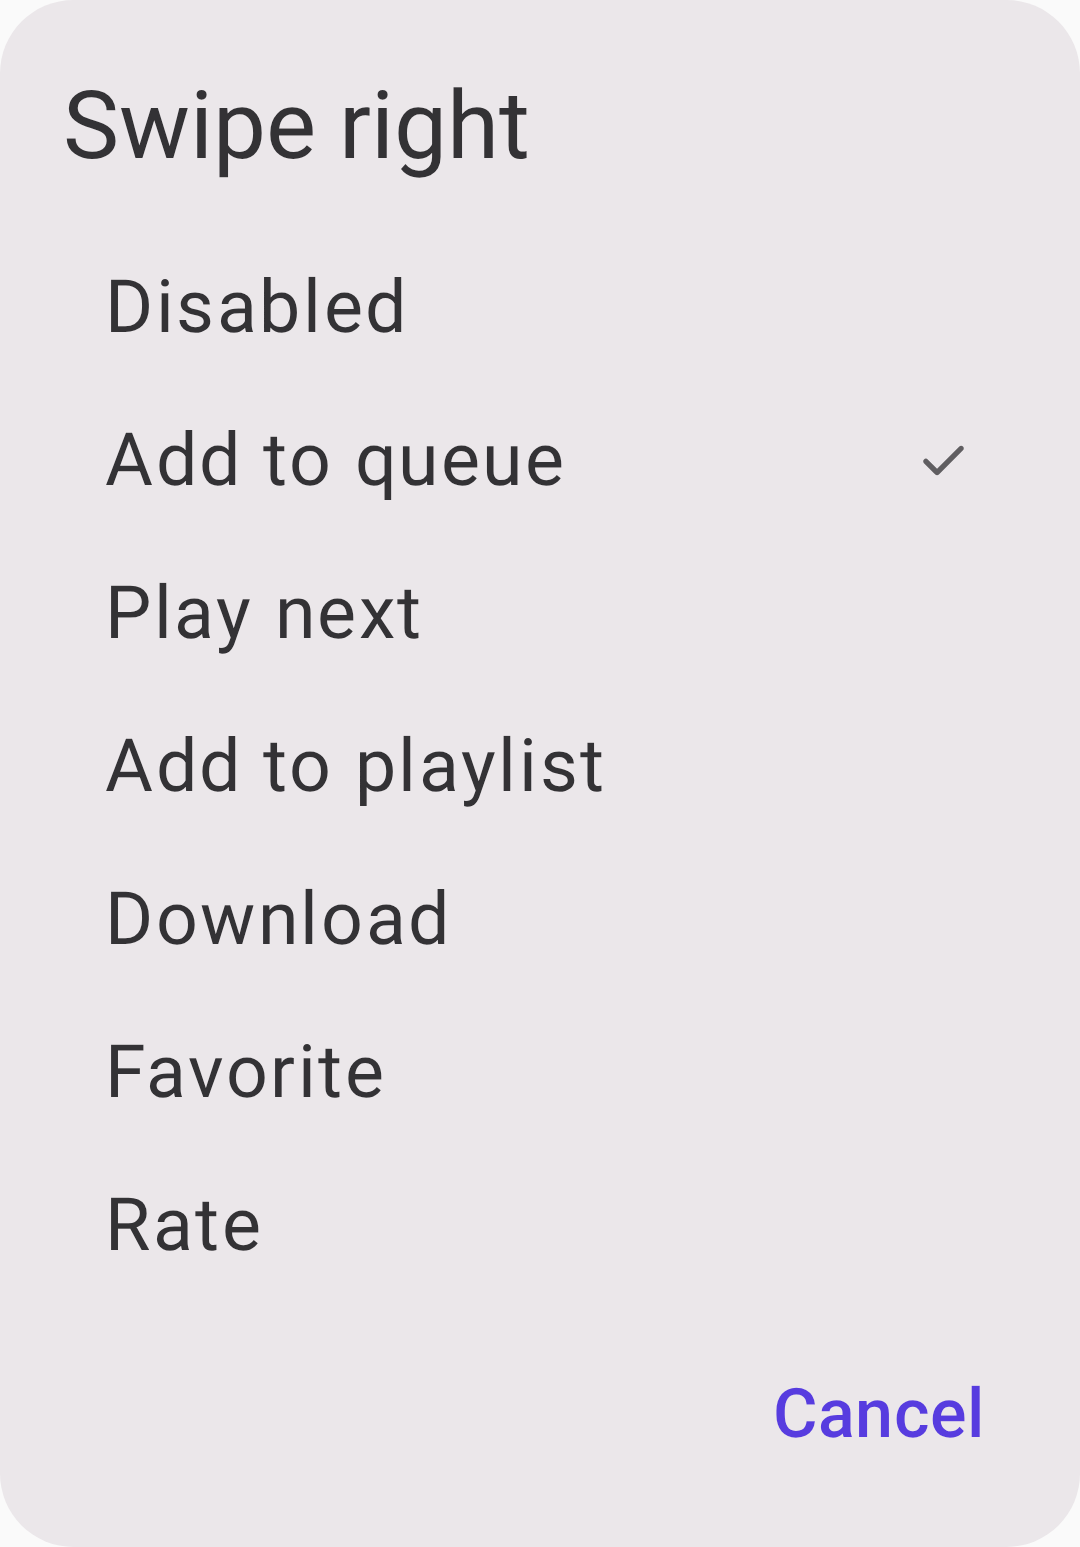 Swipe right
Disabled
Add to queue
Play next
Add to playlist
Download
Favorite
Rate
Cancel